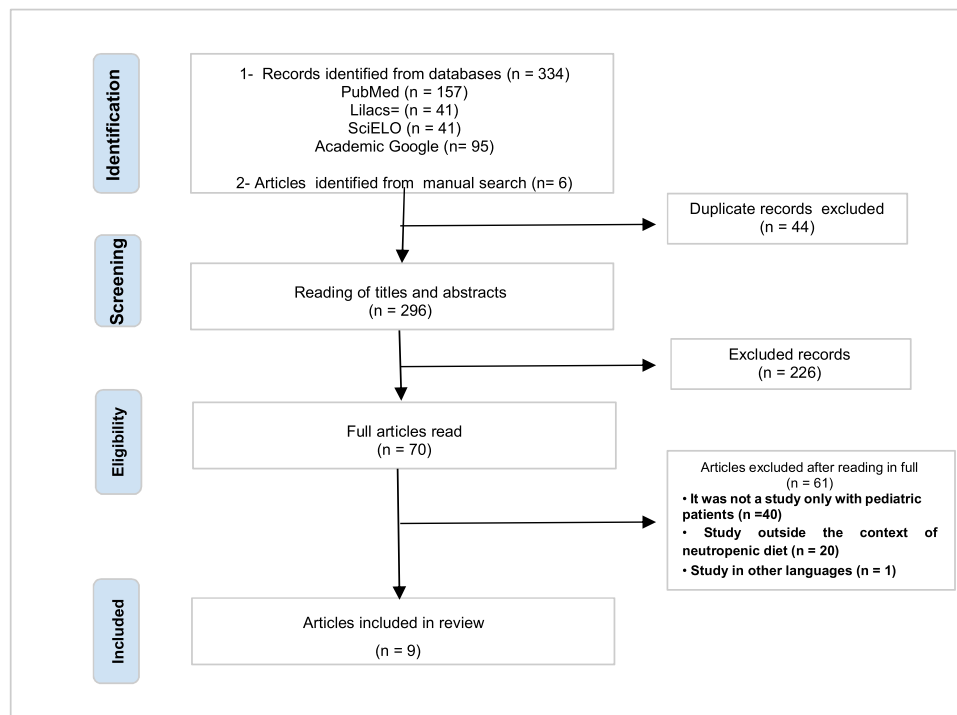 Identification
1- Records identified from databases (n = 334)
PubMed (n = 157)
Lilacs= (n = 41)
SciELO (n = 41)
Academic Google (n= 95)
2- Articles identified from manual search (n= 6)
Duplicate records excluded
(n = 44)
Screening
Reading of titles and abstracts
(n = 296)
Excluded records
(n = 226)
Eligibility
Full articles read
(n = 70)
Articles excluded after reading in full
(n = 61)
• It was not a study only with pediatric
patients (n =40)
• Study outside the context of
neutropenic diet (n = 20)
• Study in other languages (n = 1)
Included
Articles included in review
(n = 9)